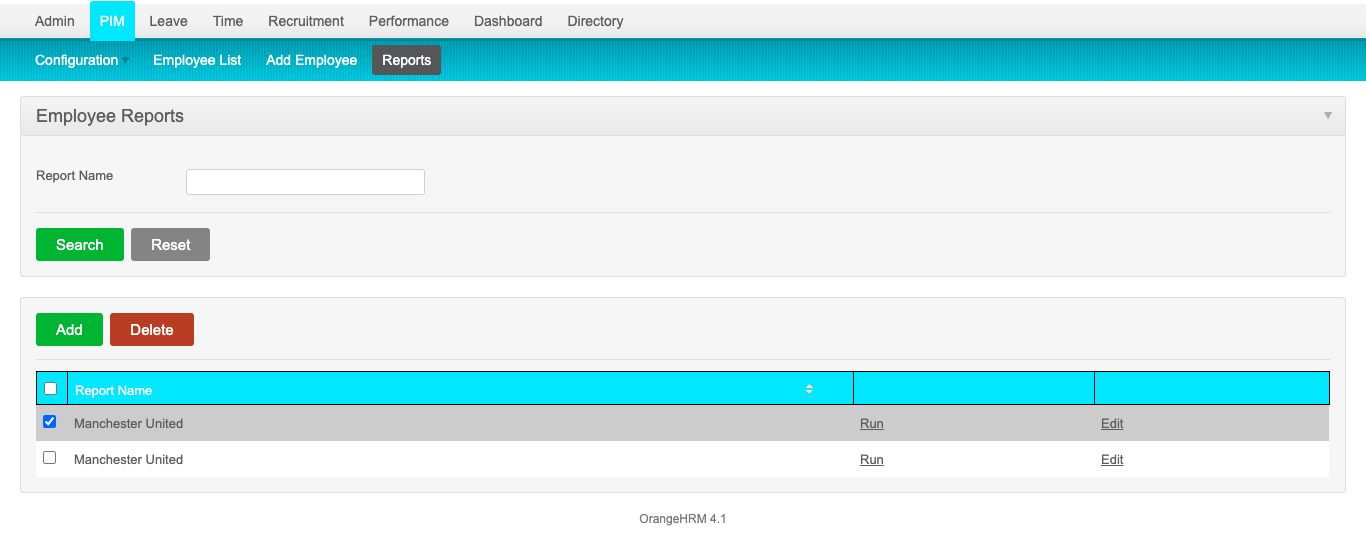 Admin PIM Leave Time Recruitment Performance Dashboard Directory
Configuration Employee List Add Employee Reports
Employee Reports
Report Name
Search Reset
Add Delete
Report Name
Manchester United Run Edit
Manchester United Run Edit
OrangeHRM 4.1